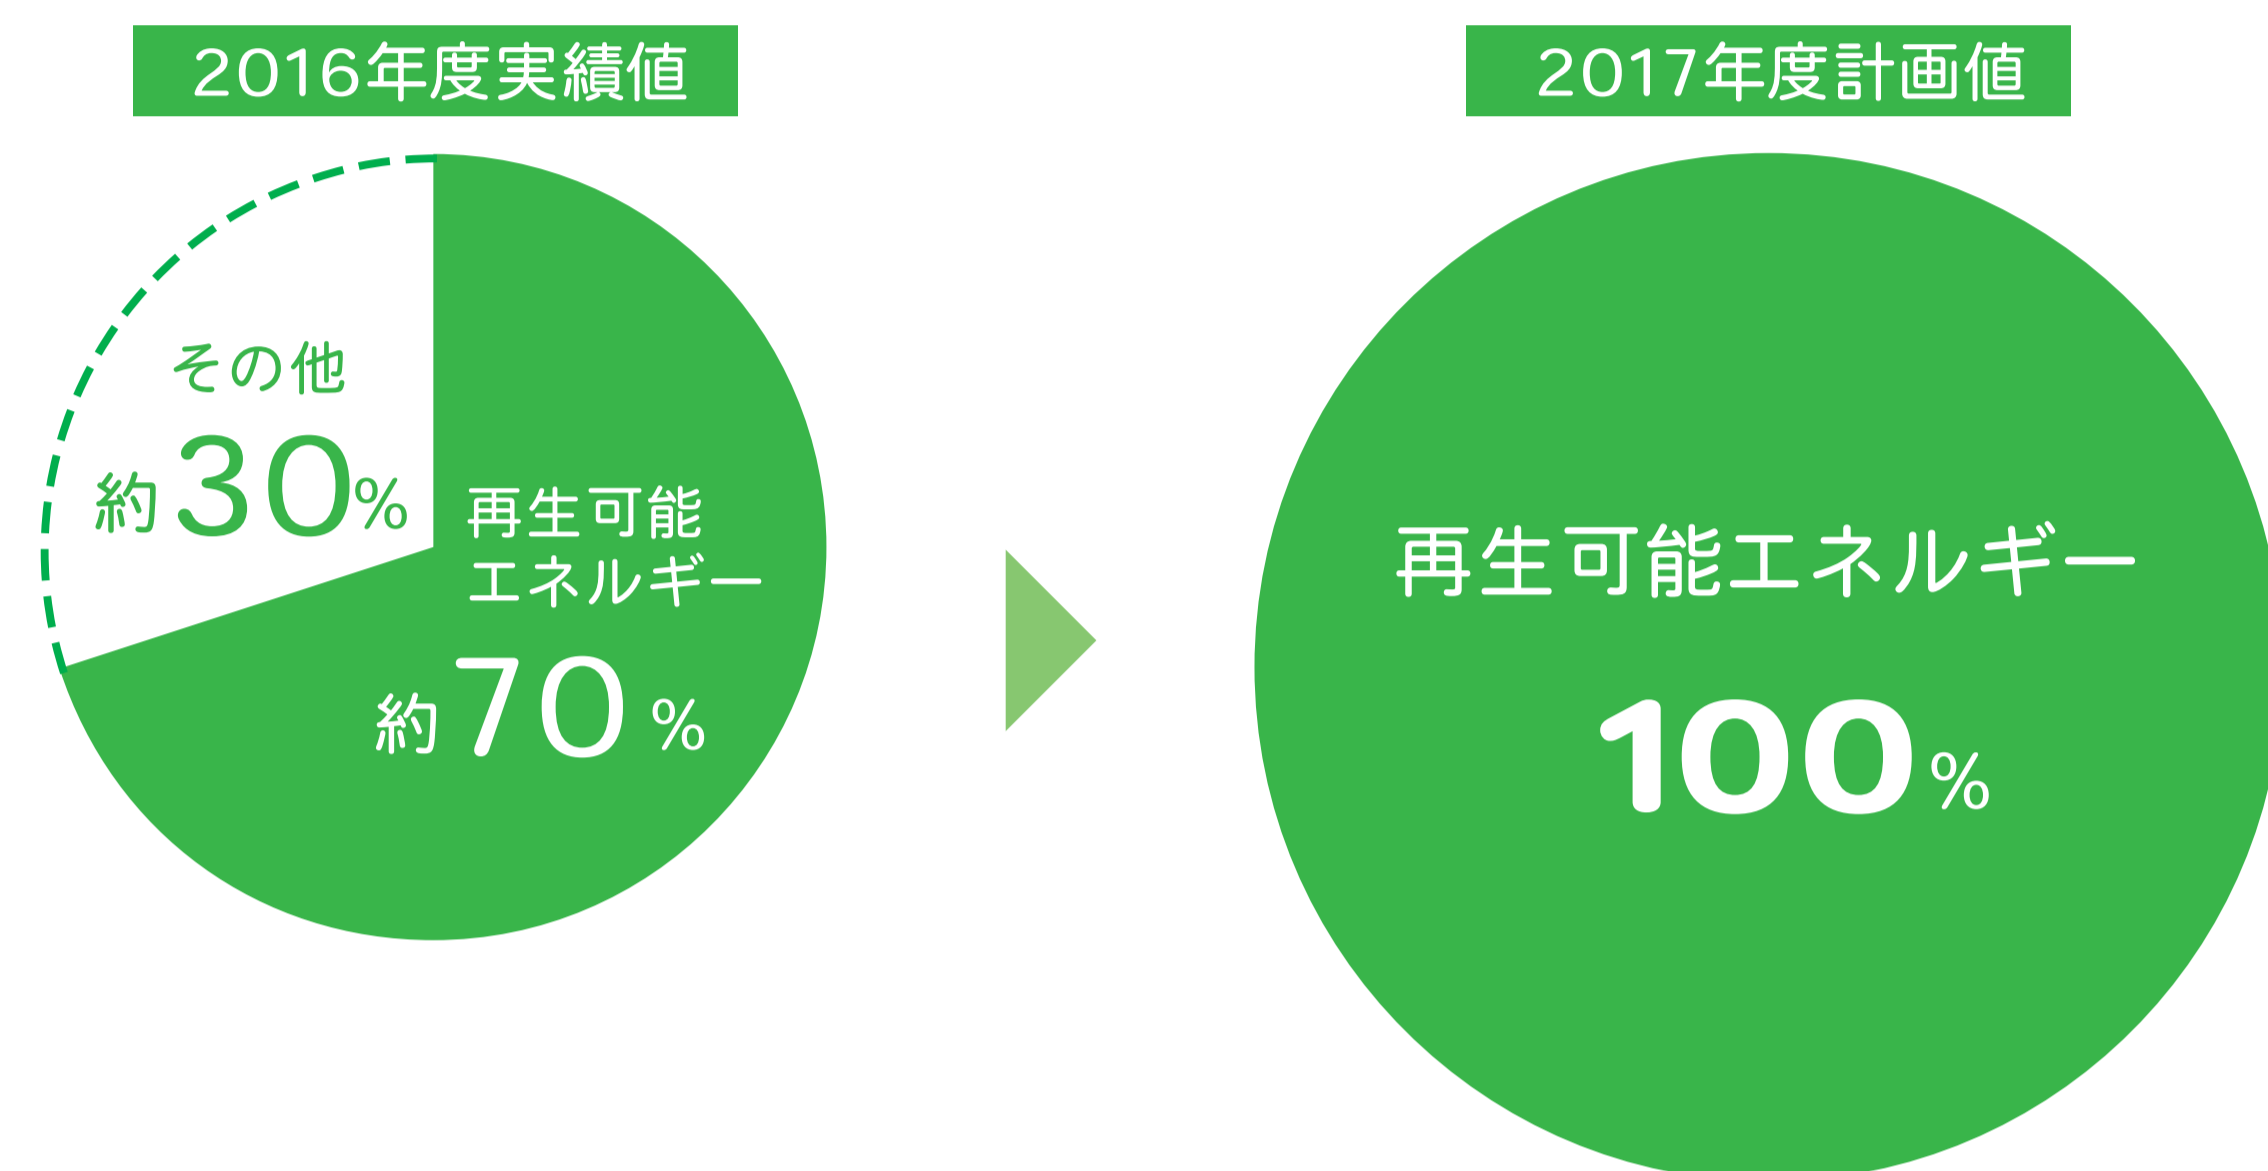 2016年度実績値
その他
約30%
再生可能
エネルギー
約70%
2017年度計画値
再生可能エネルギー
100%